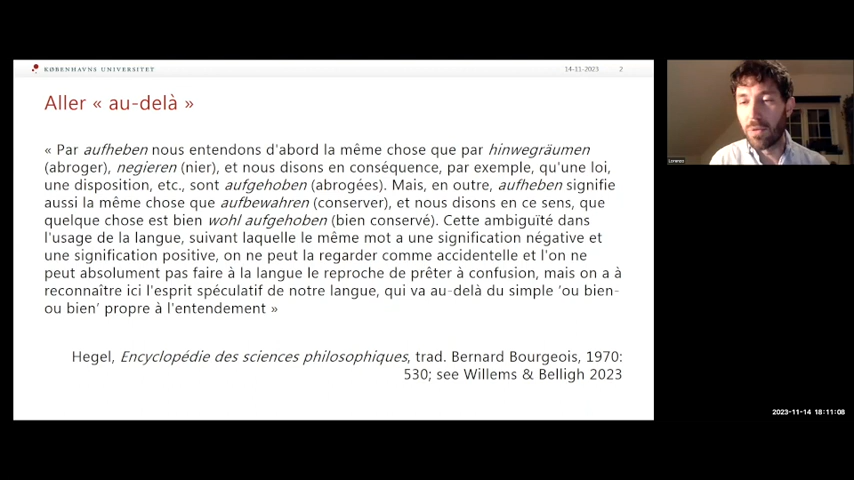 KØBENHAVNS UNIVERSITET
14-11-2023 2
Aller « au-delà »
« Par aufheben nous entendons d'abord la même chose que par hinwegräumen
(abroger), negieren (nier), et nous disons en conséquence, par exemple, qu'une loi,
une disposition, etc., sont aufgehoben (abrogées). Mais, en outre, aufheben signifie
aussi la même chose que aufbewahren (conserver), et nous disons en ce sens, que
quelque chose est bien wohl aufgehoben (bien conservé). Cette ambiguïté dans
l'usage de la langue, suivant laquelle le même mot a une signification négative et
une signification positive, on ne peut la regarder comme accidentelle et l'on ne
peut absolument pas faire à la langue le reproche de prêter à confusion, mais on a à
reconnaître ici l'esprit spéculatif de notre langue, qui va au-delà du simple ‘ou bien-
ou bien’ propre à l'entendement »
Hegel, Encyclopédie des sciences philosophiques, trad. Bernard Bourgeois, 1970:
530; see Willems & Belligh 2023
2023-11-14 18:11:08